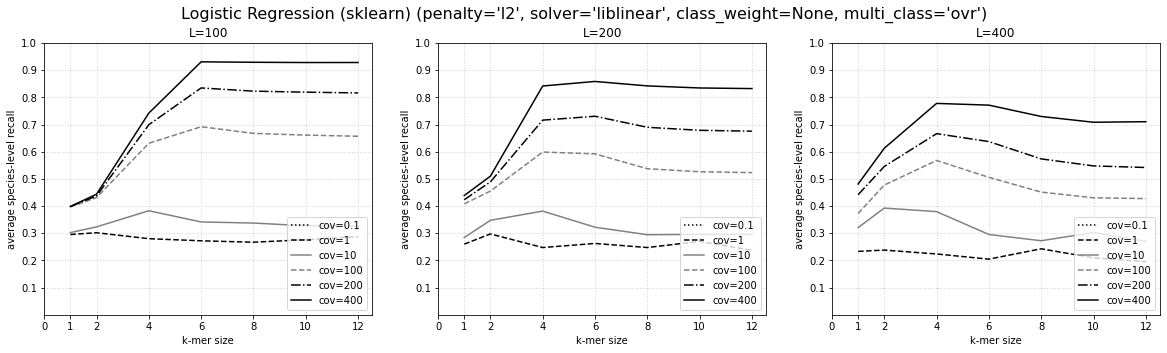 Logistic Regression (sklearn) (penalty='l2', solver='liblinear', class_weight=None, multi_class='ovr')
L=100
average species-level recall
1.0
0.9
0.8
0.7
0.6
0.5
0.4
0.3
0.2
0.1
cov=0.1
cov=1
cov=10
cov=100
cov=200
cov=400
0 1 2 4 6 8 10 12
k-mer size
L=200
average species-level recall
1.0
0.9
0.8
0.7
0.6
0.5
0.4
0.3
0.2
0.1
cov=0.1
cov=1
cov=10
cov=100
cov=200
cov=400
0 1 2 4 6 8 10 12
k-mer size
L=400
average species-level recall
1.0
0.9
0.8
0.7
0.6
0.5
0.4
0.3
0.2
0.1
cov=0.1
cov=1
cov=10
cov=100
cov=200
cov=400
0 1 2 4 6 8 10 12
k-mer size